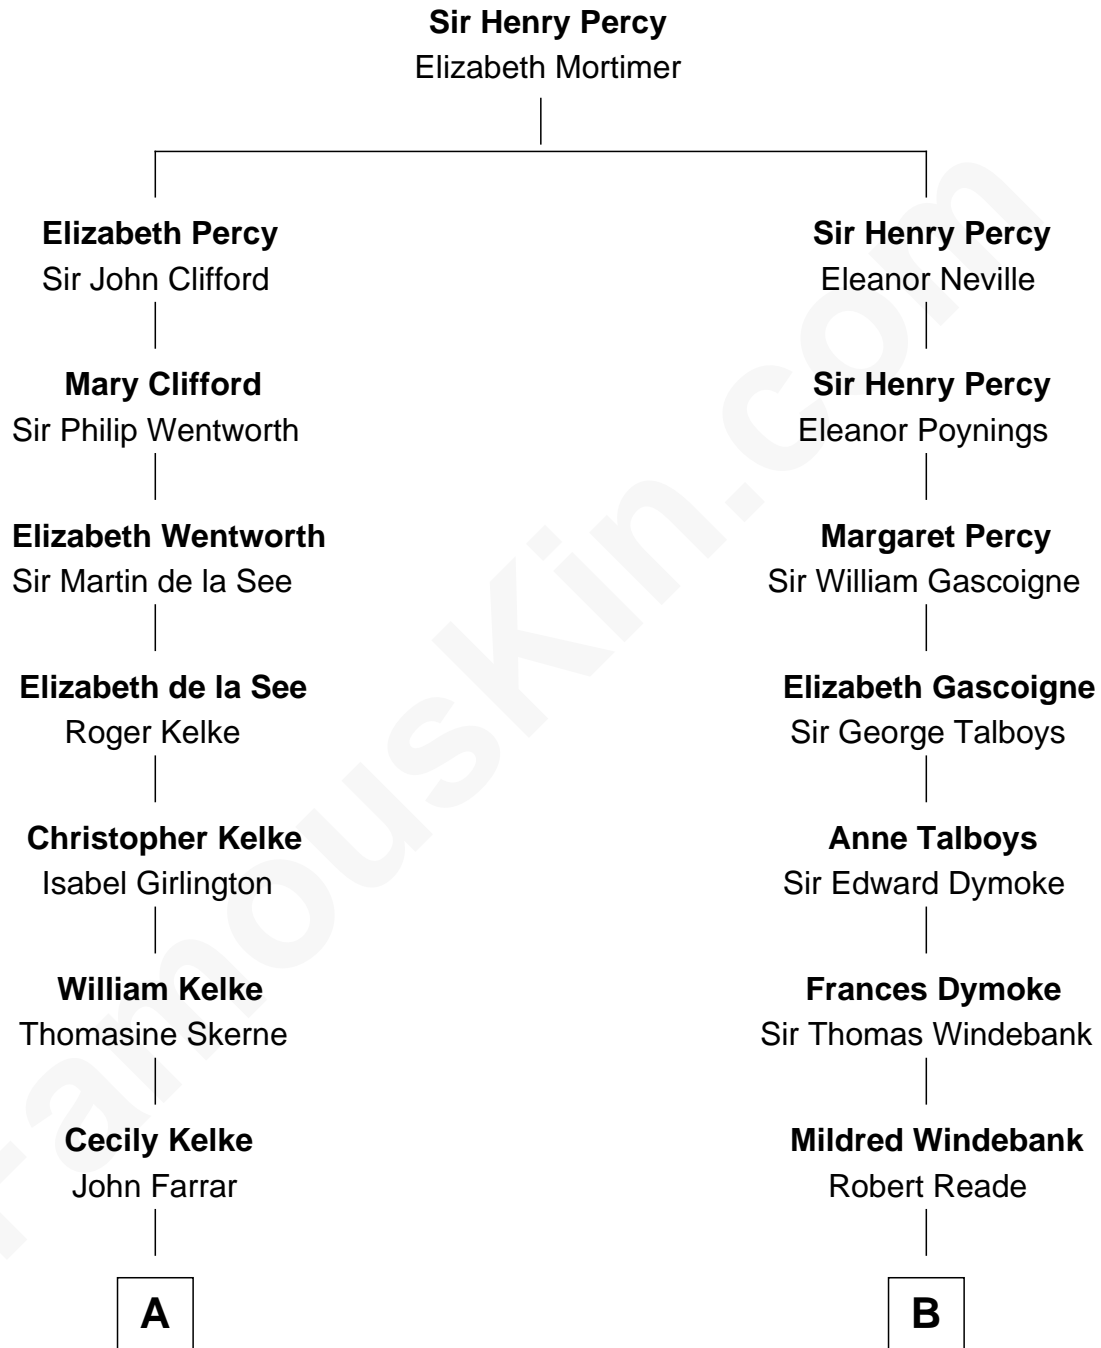 Sir Henry Percy
Elizabeth Mortimer
Elizabeth Percy
Sir John Clifford
Sir Henry Percy
Eleanor Neville
Mary Clifford
Sir Philip Wentworth
Sir Henry Percy
Eleanor Poynings
Elizabeth Wentworth
Sir Martin de la See
Margaret Percy
Sir William Gascoigne
Elizabeth de la See
Roger Kelke
Elizabeth Gascoigne
Sir George Talboys
Christopher Kelke
Isabel Girlington
Anne Talboys
Sir Edward Dymoke
William Kelke
Thomasine Skerne
Frances Dymoke
Sir Thomas Windebank
Cecily Kelke
John Farrar
Mildred Windebank
Robert Reade
A
B
FamousKin.com